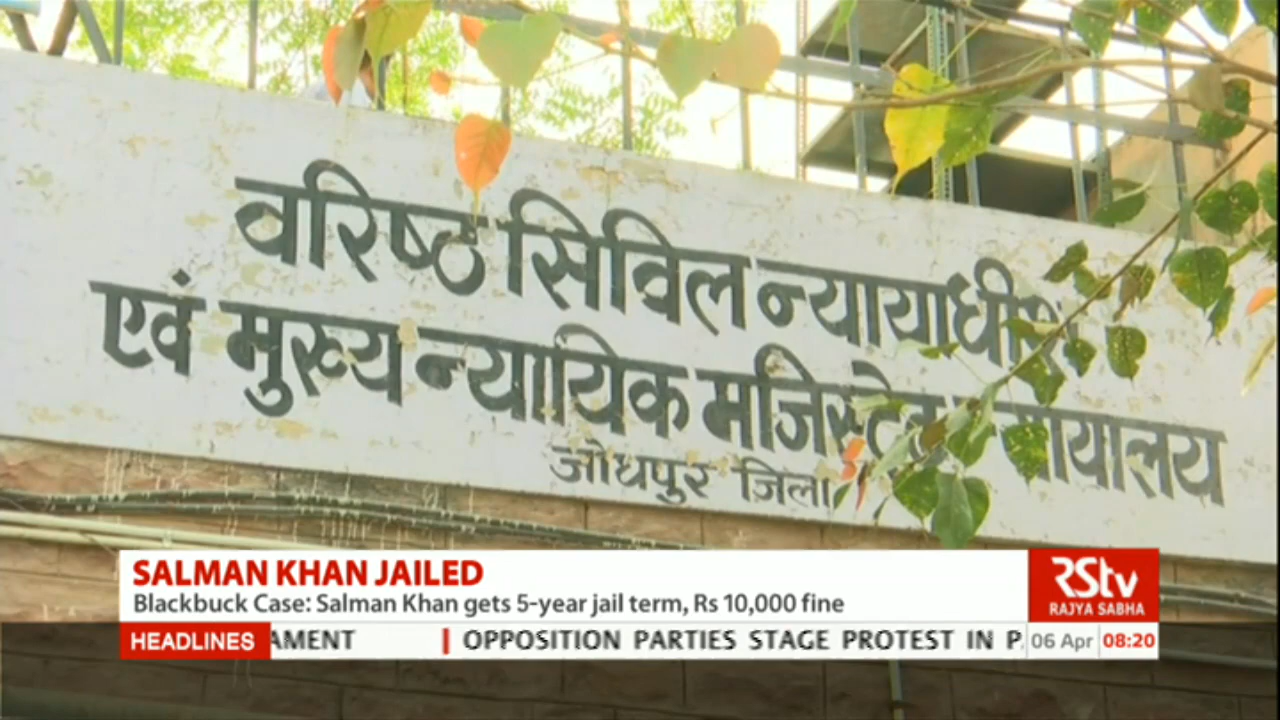 वरिष्ठ सिविल न्यायाधीश
एवं मुख्य न्यायिक मजिस्ट्रेट न्यायालय
जोधपुर जिला
SALMAN KHAN JAILED
Blackbuck Case: Salman Khan gets 5-year jail term, Rs 10,000 fine
RStv
RAJYA SABHA
HEADLINES AMENT | OPPOSITION PARTIES STAGE PROTEST IN P 06 Apr 08:20